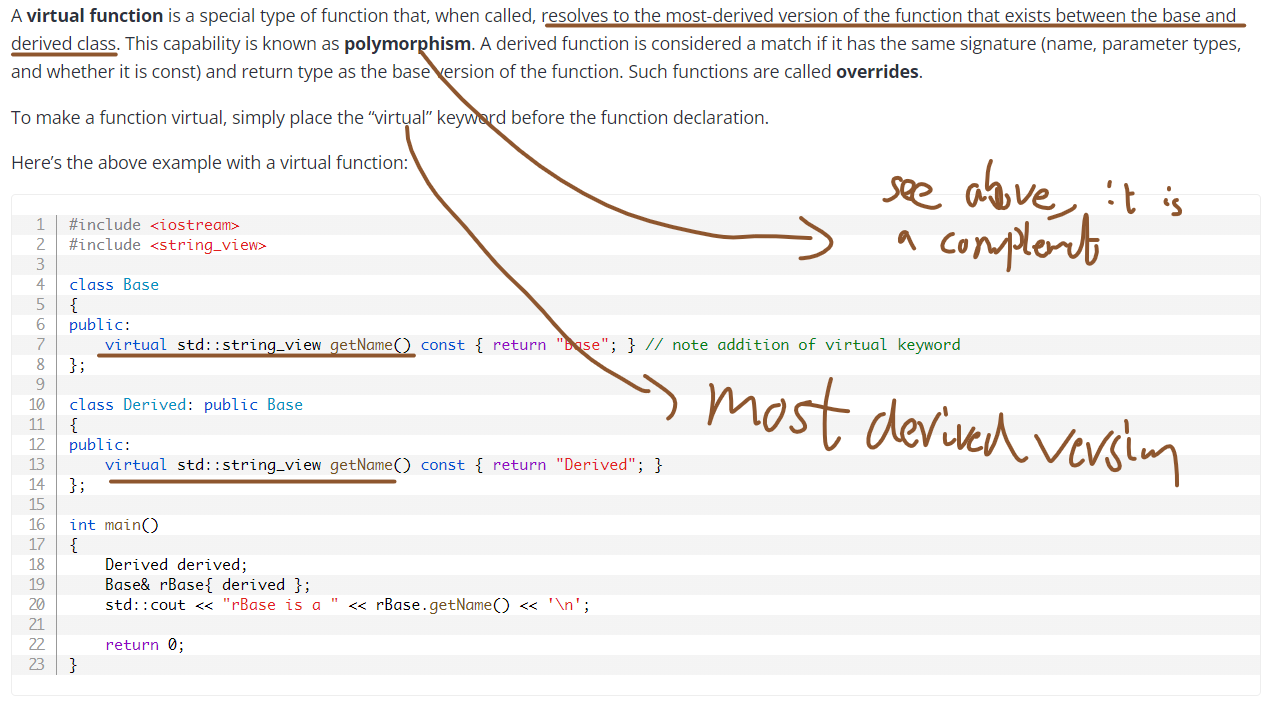 A virtual function is a special type of function that, when called, resolves to the most-derived version of the function that exists between the base and
derived class. This capability is known as polymorphism. A derived function is considered a match if it has the same signature (name, parameter types,
and whether it is const) and return type as the base version of the function. Such functions are called overrides.
To make a function virtual, simply place the “virtual” keyword before the function declaration.
Here’s the above example with a virtual function:
see above, it is
a complemt
1 #include <iostream>
2 #include <string_view>
3
4 class Base
5 {
6 public:
7 virtual std::string_view getName() const { return "Base"; } // note addition of virtual keyword
8 };
9
10 class Derived: public Base
11 {
12 public:
13 virtual std::string_view getName() const { return "Derived"; }
14 };
15
16 int main()
17 {
18 Derived derived;
19 Base& rBase{ derived };
20 std::cout << "rBase is a " << rBase.getName() << '\n';
21
22 return 0;
23 }
most derived version